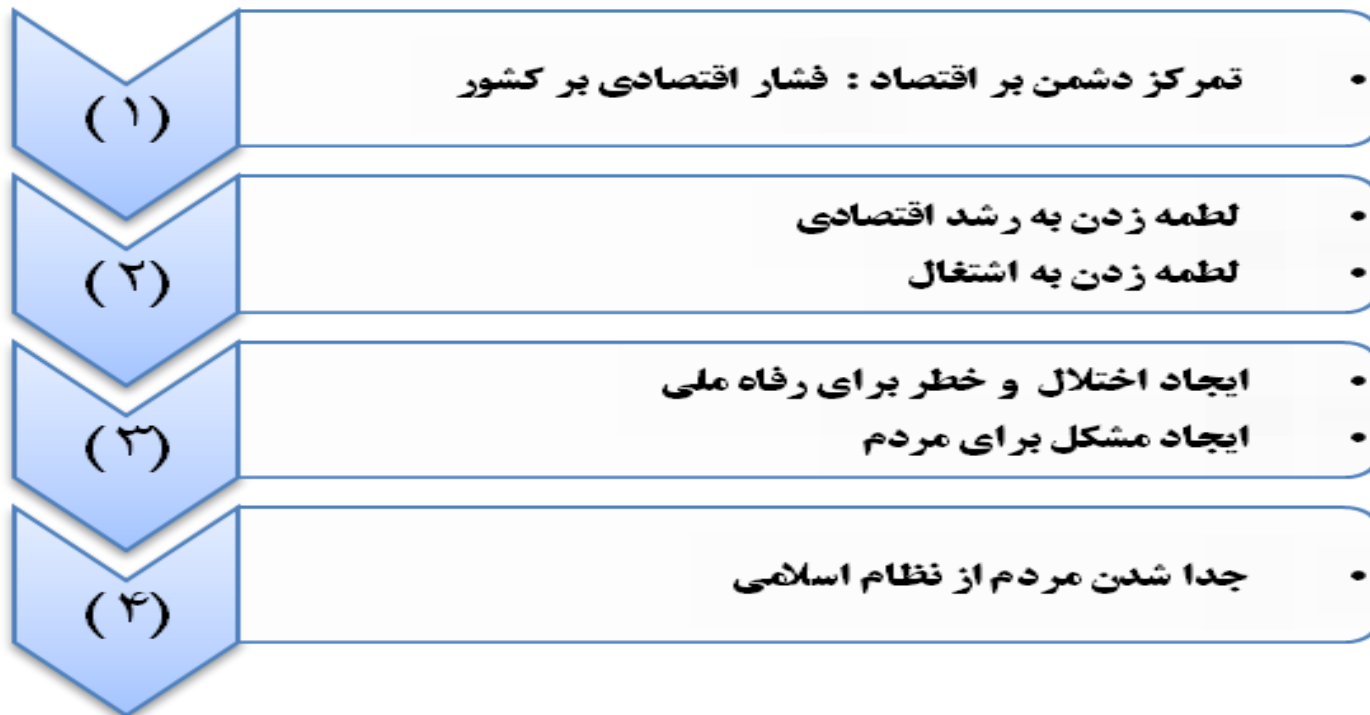 (۱)
• تمرکز دشمن بر اقتصاد : فشار اقتصادی بر کشور
(۲)
• لطمه زدن به رشد اقتصادی
• لطمه زدن به اشتغال
(۳)
• ایجاد اختلال و خطر برای رفاه ملی
• ایجاد مشکل برای مردم
(۴)
• جدا شدن مردم از نظام اسلامی